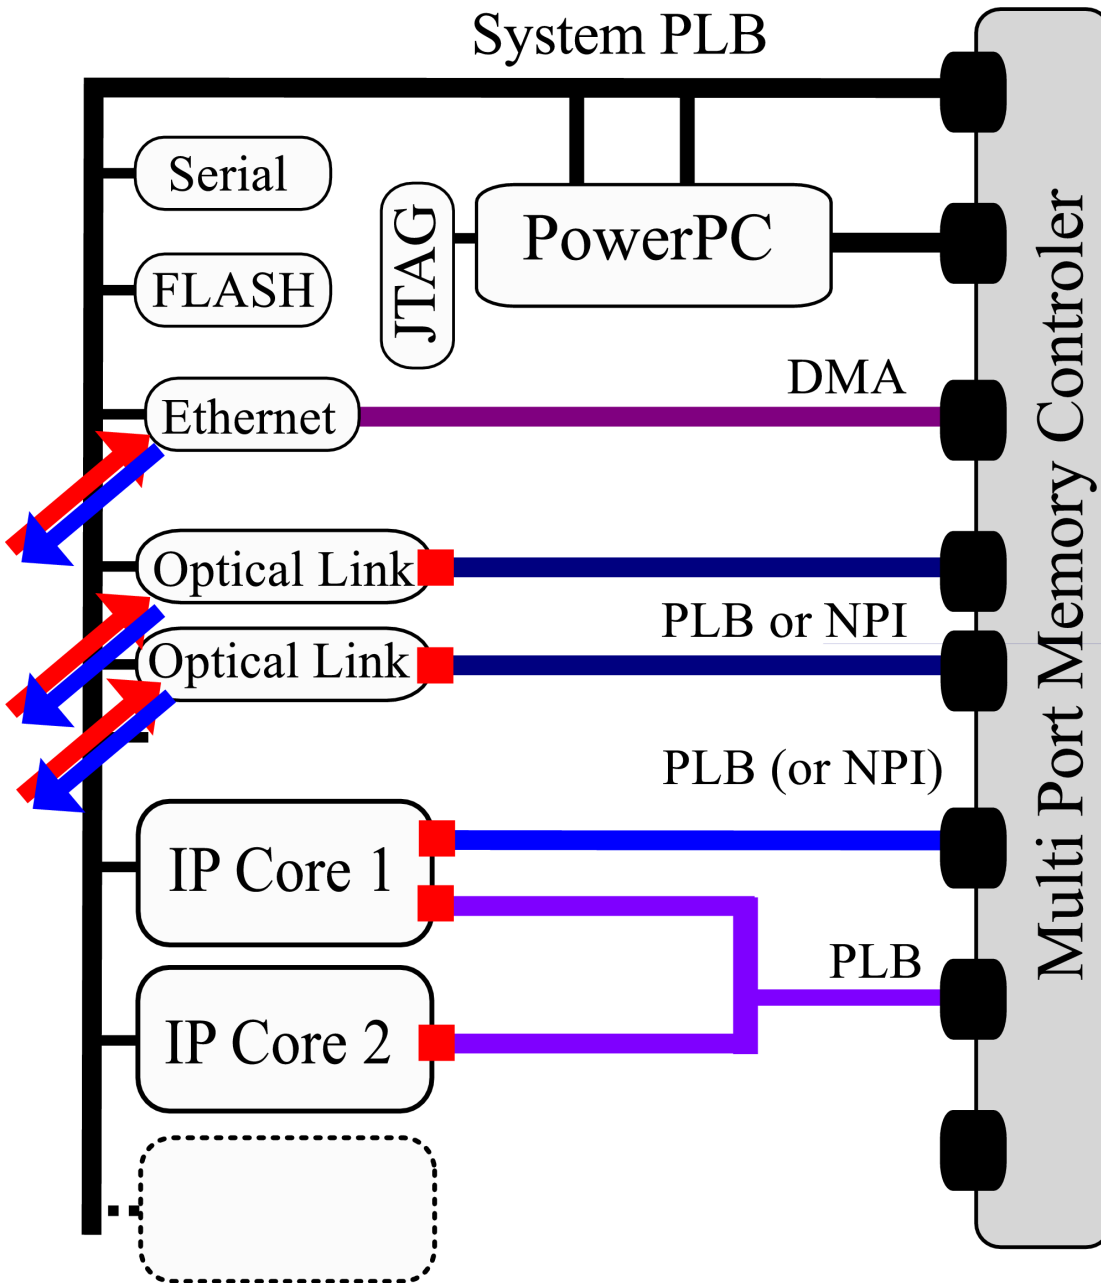 System PLB
Serial
PowerPC
JTAG
FLASH
DMA
Ethernet
Optical Link
PLB or NPI
Optical Link
PLB (or NPI)
IP Core 1
PLB
IP Core 2
Multi Port Memory Controler